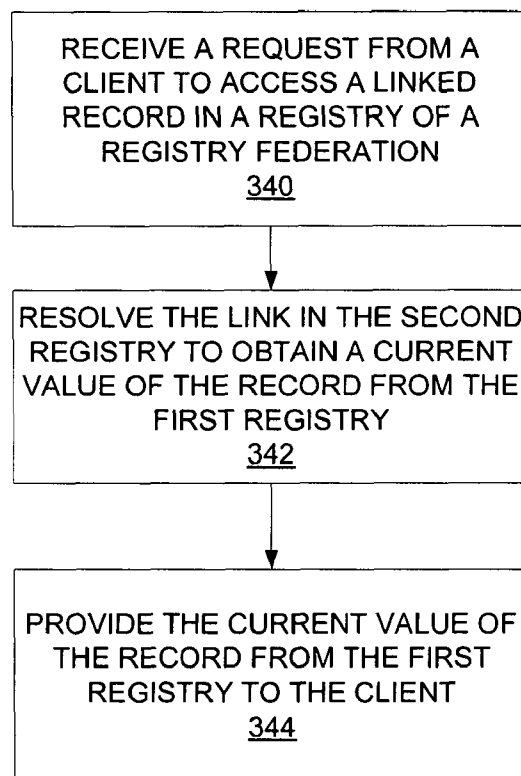 RECEIVE A REQUEST FROM A
CLIENT TO ACCESS A LINKED
RECORD IN A REGISTRY OF A
REGISTRY FEDERATION
340
RESOLVE THE LINK IN THE SECOND
REGISTRY TO OBTAIN A CURRENT
VALUE OF THE RECORD FROM THE
FIRST REGISTRY
342
PROVIDE THE CURRENT VALUE OF
THE RECORD FROM THE FIRST
REGISTRY TO THE CLIENT
344